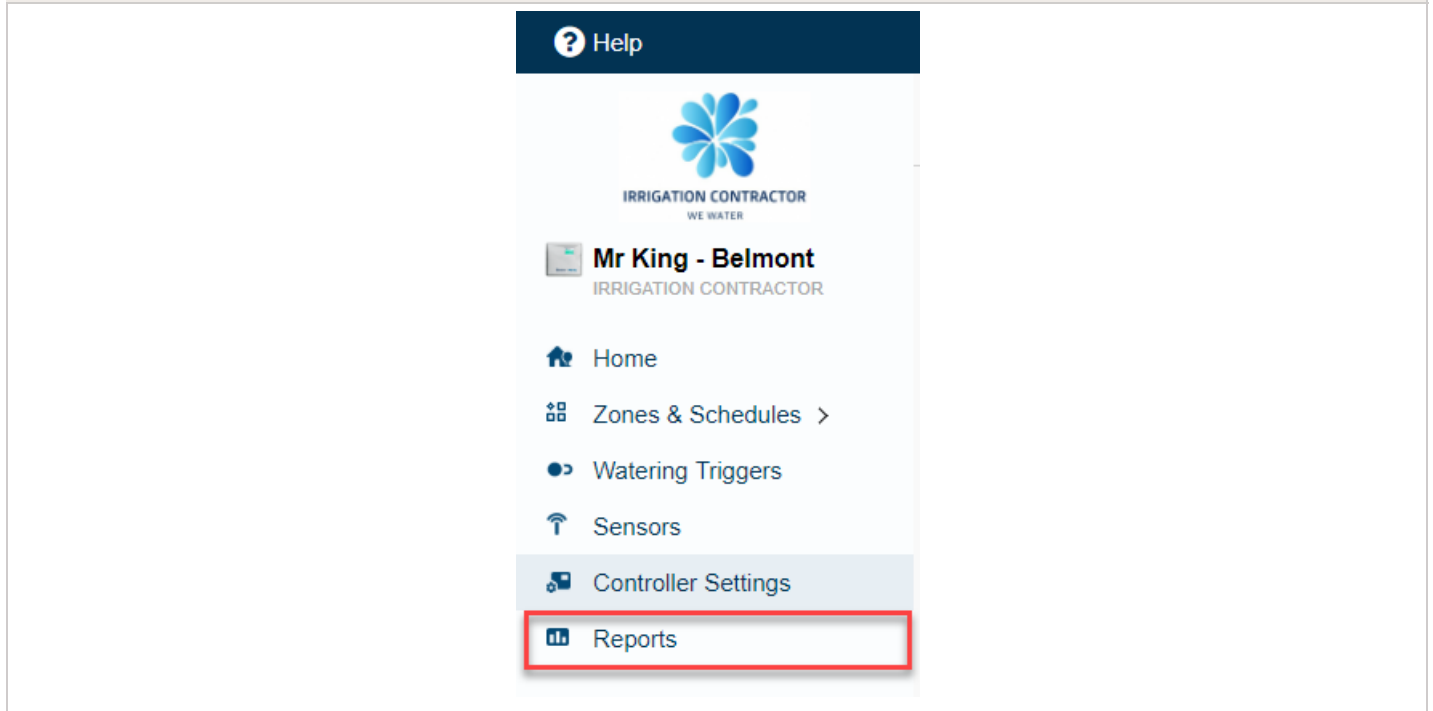 Help
IRRIGATION CONTRACTOR
WE WATER
Mr King - Belmont
IRRIGATION CONTRACTOR
Home
Zones & Schedules >
Watering Triggers
Sensors
Controller Settings
Reports